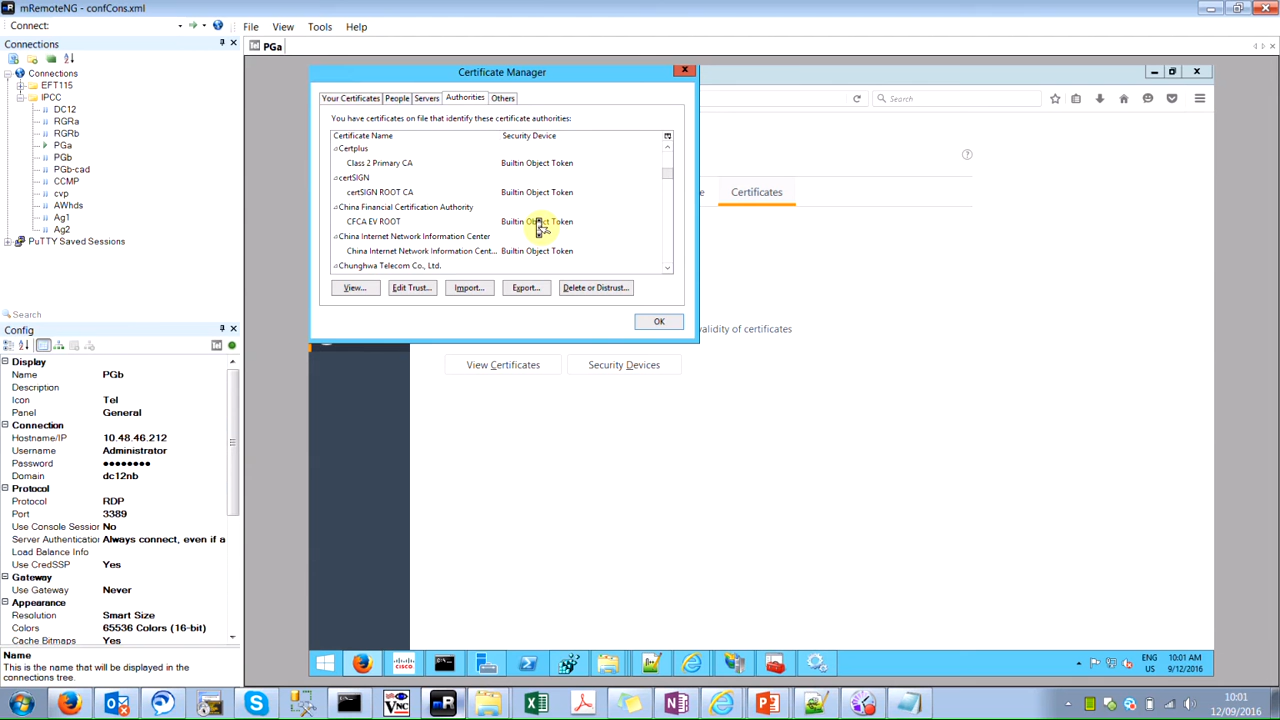 mRemoteNG - confCons.xml
Connect:
File View Tools Help
Connections
PGa
Connections
EFT115
IPCC
DC12
RGRa
RGRb
PGa
PGb
PGb-cad
CCMP
cvp
AWhds
Ag1
Ag2
PuTTY Saved Sessions
Search
Config
Display
Name PGb
Description
Icon Tel
Panel General
Connection
Hostname/IP 10.48.46.212
Username Administrator
Password ●●●●●●●●
Domain dc12nb
Protocol
Protocol RDP
Port 3389
Use Console Session No
Server Authentication Always connect, even if a
Load Balance Info
Use CredSSP Yes
Gateway
Use Gateway Never
Appearance
Resolution Smart Size
Colors 65536 Colors (16-bit)
Cache Bitmaps Yes
Name
This is the name that will be displayed in the
connections tree.
Certificate Manager
Your Certificates People Servers Authorities Others
You have certificates on file that identify these certificate authorities:
Certificate Name Security Device
Certplus
Class 2 Primary CA Builtin Object Token
certSIGN
certSIGN ROOT CA Builtin Object Token
China Financial Certification Authority
CFCA EV ROOT Builtin Object Token
China Internet Network Information Center
China Internet Network Information Cent... Builtin Object Token
Chunghwa Telecom Co., Ltd.
View... Edit Trust... Import... Export... Delete or Distrust...
OK
Search
Certificates
validity of certificates
View Certificates Security Devices
CISCO
ENG 10:01 AM
US 9/12/2016
VNC
10:01
12/09/2016